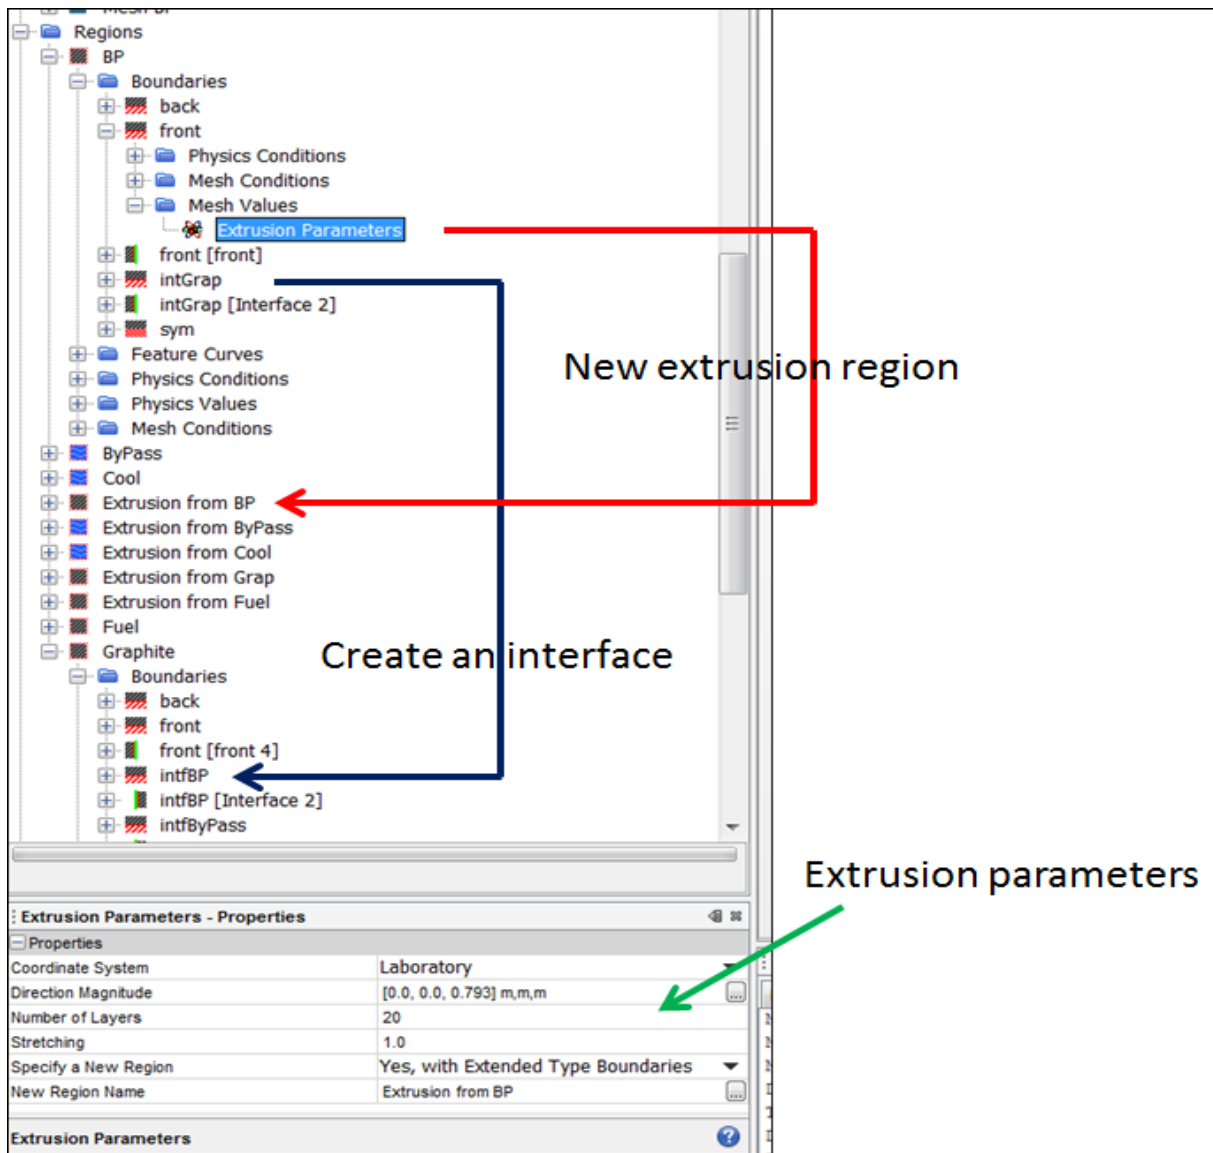 Mesh BP
Regions
BP
Boundaries
back
front
Physics Conditions
Mesh Conditions
Mesh Values
Extrusion Parameters
front [front]
intGrap
intGrap [Interface 2]
sym
Feature Curves
New extrusion region
Physics Conditions
Physics Values
Mesh Conditions
ByPass
Cool
Extrusion from BP
Extrusion from ByPass
Extrusion from Cool
Extrusion from Grap
Extrusion from Fuel
Fuel
Graphite
Create an interface
Boundaries
back
front
front [front 4]
intfBP
intfBP [Interface 2]
intfByPass
Extrusion parameters
Extrusion Parameters - Properties
Properties
Coordinate System Laboratory
Direction Magnitude [0.0, 0.0, 0.793] m,m,m
Number of Layers 20
Stretching 1.0
Specify a New Region Yes, with Extended Type Boundaries
New Region Name Extrusion from BP
Extrusion Parameters